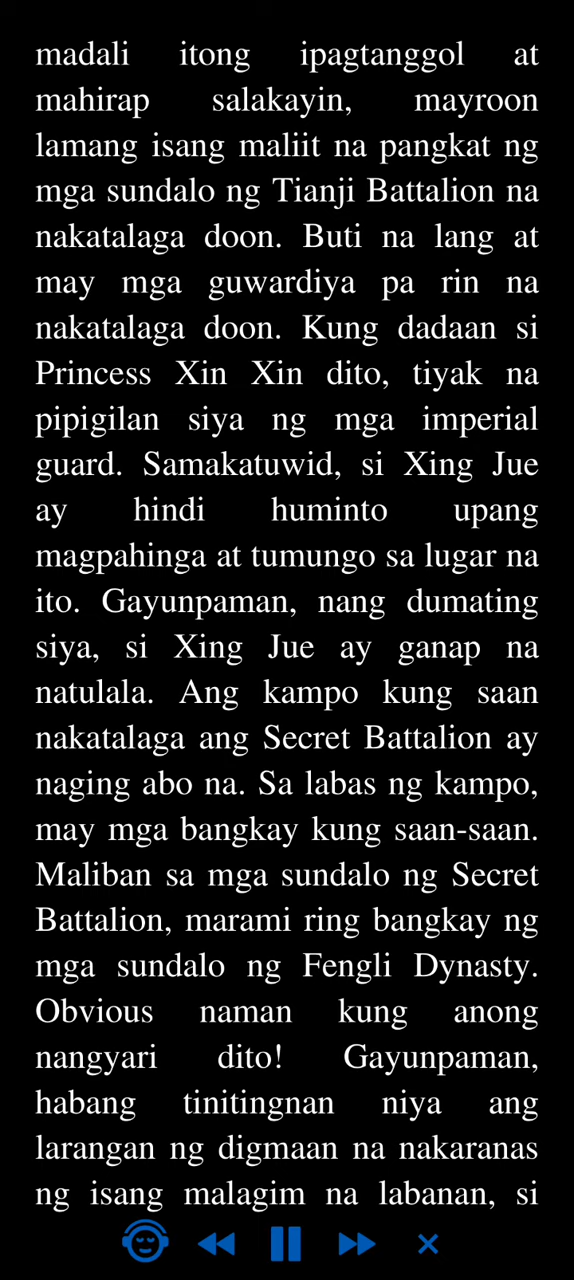 madali itong ipagtanggol at
mahirap salakayin, mayroon
lamang isang maliit na pangkat ng
mga sundalo ng Tianji Battalion na
nakatalaga doon. Buti na lang at
may mga guwardiya pa rin na
nakatalaga doon. Kung dadaan si
Princess Xin Xin dito, tiyak na
pipigilan siya ng mga imperial
guard. Samakatuwid, si Xing Jue
ay hindi huminto upang
magpahinga at tumungo sa lugar na
ito. Gayunpaman, nang dumating
siya, si Xing Jue ay ganap na
natulala. Ang kampo kung saan
nakatalaga ang Secret Battalion ay
naging abo na. Sa labas ng kampo,
may mga bangkay kung saan-saan.
Maliban sa mga sundalo ng Secret
Battalion, marami ring bangkay ng
mga sundalo ng Fengli Dynasty.
Obvious naman kung anong
nangyari dito! Gayunpaman,
habang tinitingnan niya ang
larangan ng digmaan na nakaranas
ng isang malagim na labanan, si